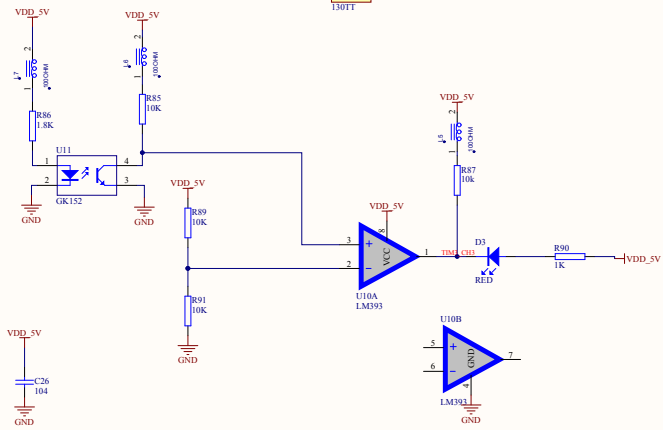 130TT
VDD_5V
VDD_5V
2
2
L7
100OHM
L6
100OHM
1
1
R86
1.8K
R85
10K
VDD_5V
2
L5
100OHM
1
U11
1
4
2
3
GK152
GND
GND
R87
10k
VDD_5V
R89
10K
VDD_5V
8
3
+
VCC
1
TIM2_CH3
D3
RED
R90
1K
VDD_5V
2
-
U10A
LM393
R91
10K
GND
U10B
5
+
GND
7
6
-
4
LM393
GND
VDD_5V
C26
104
GND